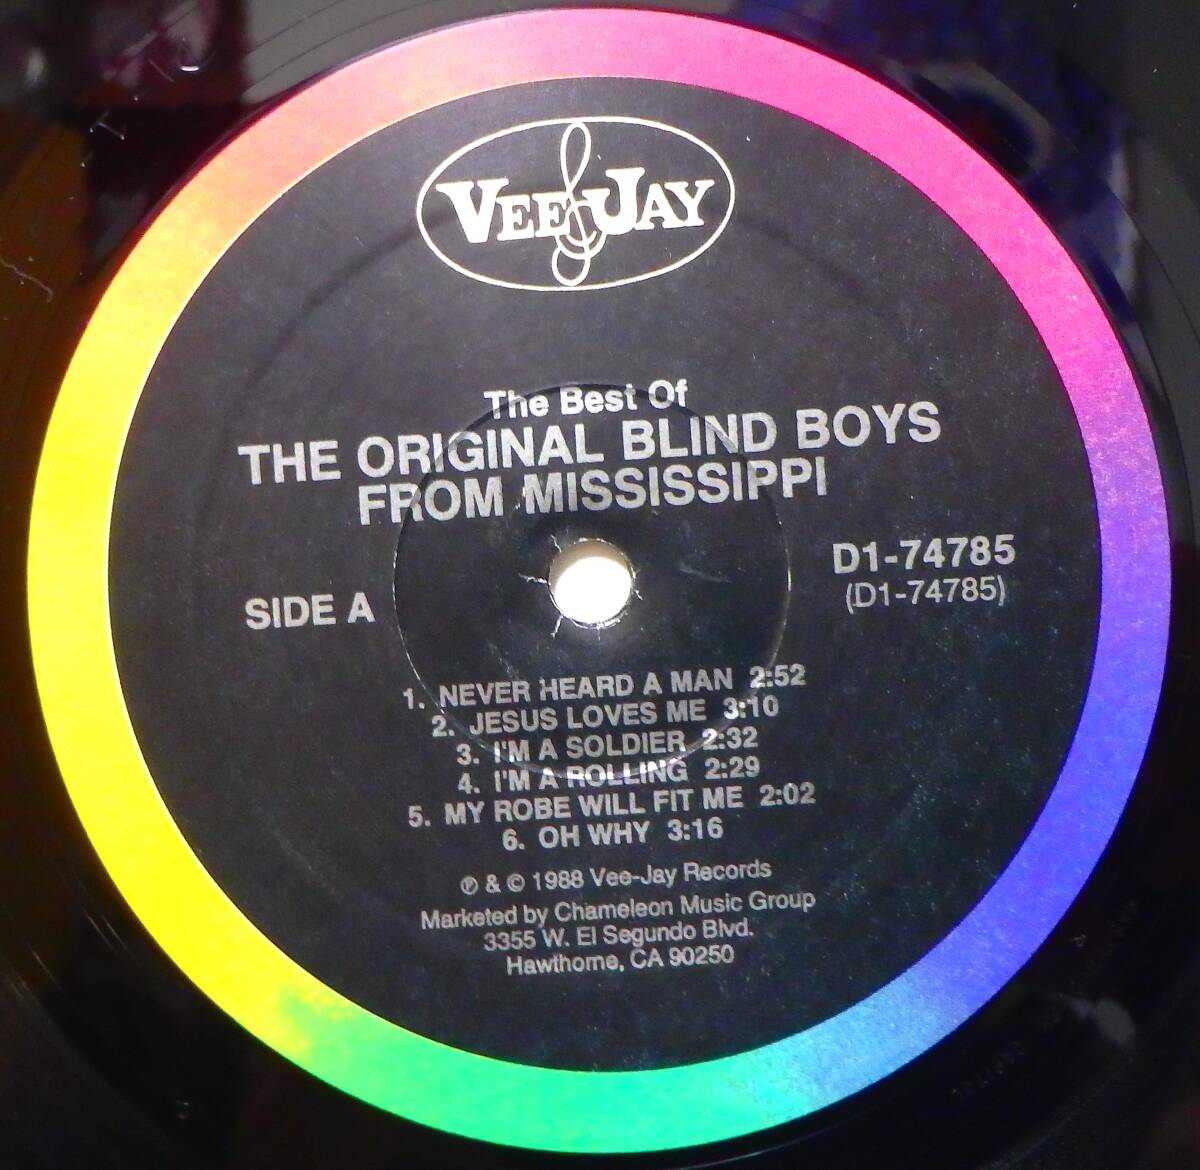 VEE JAY
The Best Of
THE ORIGINAL BLIND BOYS
FROM MISSISSIPPI
D1-74785
(D1-74785)
SIDE A
1. NEVER HEARD A MAN 2:52
2. JESUS LOVES ME 3:10
3. I'M A SOLDIER 2:32
4. I'M A ROLLING 2:29
5. MY ROBE WILL FIT ME 2:02
6. OH WHY 3:16
℗ & © 1988 Vee-Jay Records
Marketed by Chameleon Music Group
3355 W. El Segundo Blvd.
Hawthorne, CA 90250